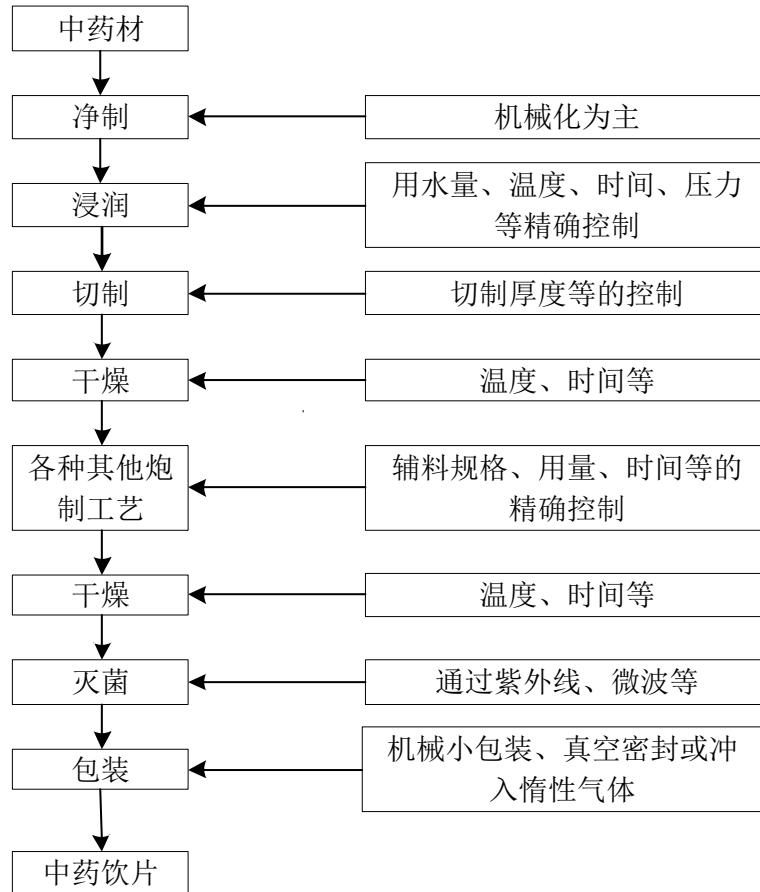 中药材
净制
机械化为主
浸润
用水量、温度、时间、压力
等精确控制
切制
切制厚度等的控制
干燥
温度、时间等
各种其他炮
制工艺
辅料规格、用量、时间等的
精确控制
干燥
温度、时间等
灭菌
通过紫外线、微波等
包装
机械小包装、真空密封或冲
入惰性气体
中药饮片